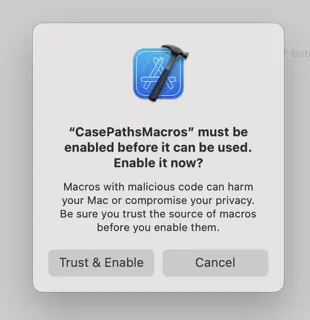 “CasePathsMacros” must be
enabled before it can be used.
Enable it now?
Macros with malicious code can harm
your Mac or compromise your privacy.
Be sure you trust the source of macros
before you enable them.
Trust & Enable
Cancel